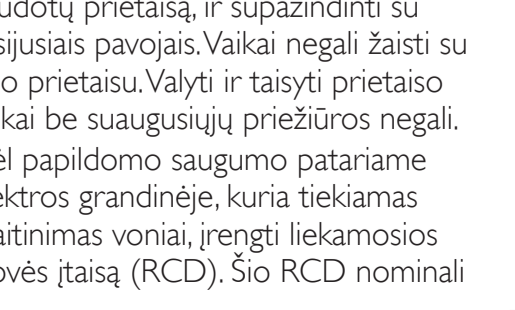 udotų prietaisą, ir supažindinti su
sijusiais pavojais. Vaikai negali žaisti su
o prietaisu. Valyti ir taisyti prietaiso
kai be suaugusiųjų priežiūros negali.
ėl papildomo saugumo patariame
ektros grandinėje, kuria tiekiamas
aitinimas voniai, įrengti liekamosios
ovės įtaisą (RCD). Šio RCD nominali